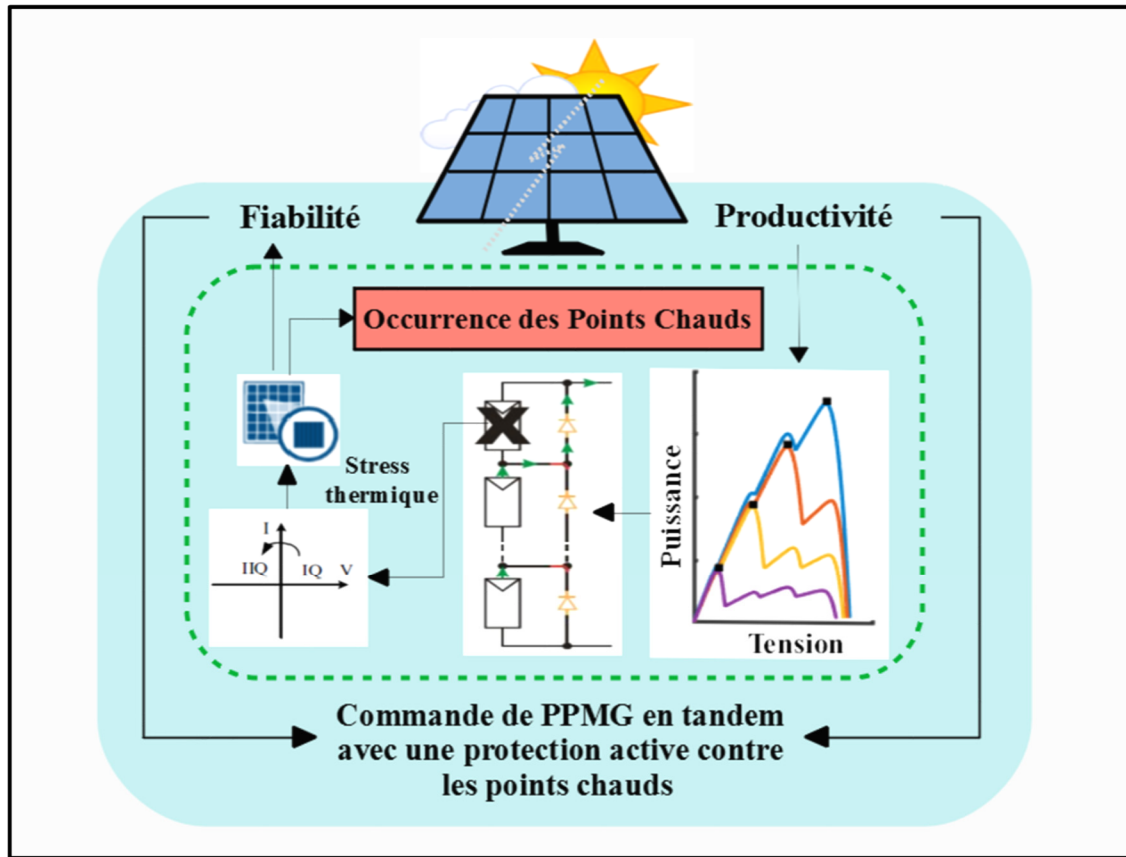 Fiabilité
Productivité
Occurrence des Points Chauds
Stress
thermique
I
IIQ
IQ
V
Puissance
Tension
Commande de PPMG en tandem
avec une protection active contre
les points chauds